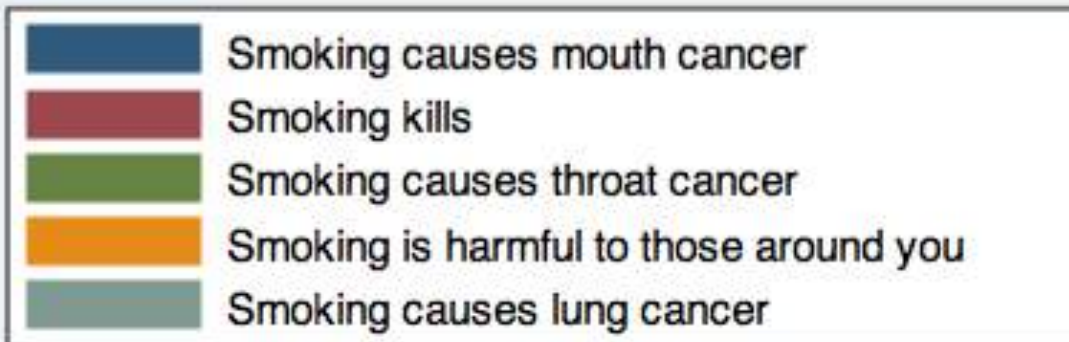 Smoking causes mouth cancer
Smoking kills
Smoking causes throat cancer
Smoking is harmful to those around you
Smoking causes lung cancer